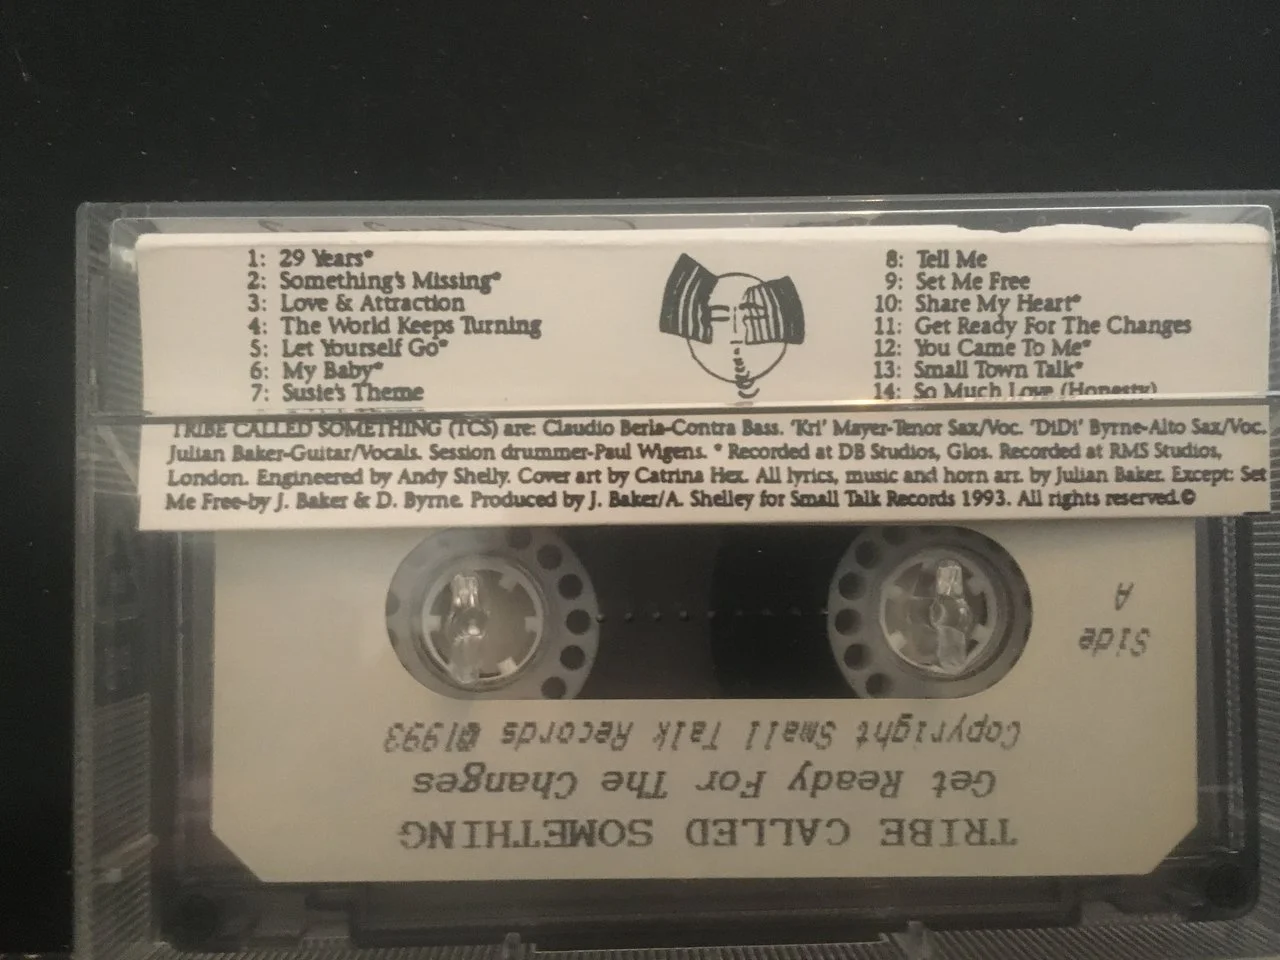 1: 29 Years*
2: Something's Missing*
3: Love & Attraction
4: The World Keeps Turning
5: Let Yourself Go*
6: My Baby*
7: Susie's Theme
8: Tell Me
9: Set Me Free
10: Share My Heart*
11: Get Ready For The Changes
12: You Came To Me*
13: Small Town Talk*
14: So Much Love (Honesty)
TRIBE CALLED SOMETHING (TCS) are: Claudio Berla-Contra Bass. 'Kri' Mayer-Tenor Sax/Voc. 'DiDi' Byrne-Alto Sax/Voc.
Julian Baker-Guitar/Vocals. Session drummer-Paul Wigens. * Recorded at DB Studios, Glos. Recorded at RMS Studios,
London. Engineered by Andy Shelly. Cover art by Catrina Hex. All lyrics, music and horn arr. by Julian Baker. Except: Set
Me Free-by J. Baker & D. Byrne. Produced by J. Baker/A. Shelley for Small Talk Records 1993. All rights reserved.©
TRIBE CALLED SOMETHING
Get Ready For The Changes
Copyright Small Talk Records @1993
Side
A